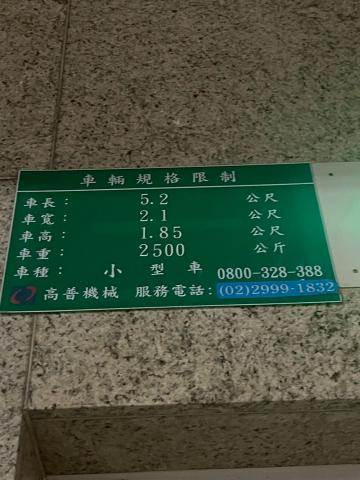 車輛規格限制
車長： 5.2 公尺
車寬： 2.1 公尺
車高： 1.85 公尺
車重： 2500 公斤
車種： 小型車 0800-328-388
高普機械 服務電話：(02)2999-1832